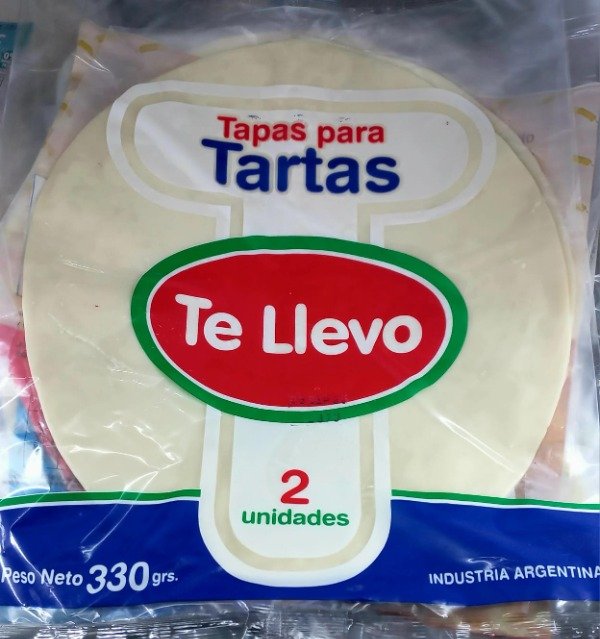 Tapas para
Tartas
Te Llevo
2
unidades
Peso Neto 330 grs.
INDUSTRIA ARGENTINA